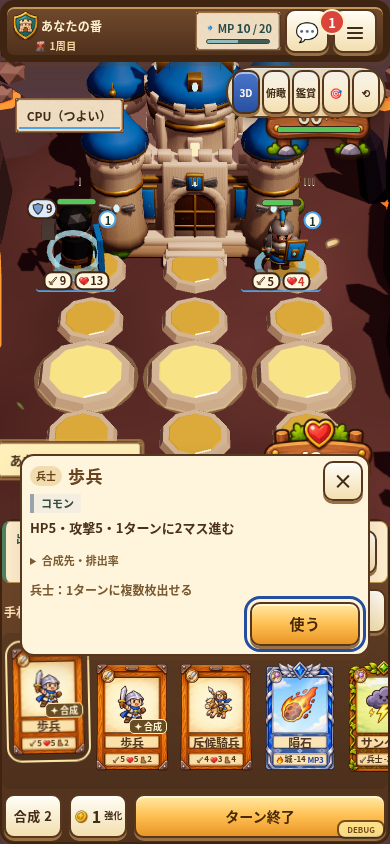 あなたの番
1周目
MP 10 / 20
1
3D
俯瞰
鑑賞
CPU（つよい）
9
1
1
9
13
5
4
兵士
歩兵
コモン
HP5・攻撃5・1ターンに2マス進む
合成先・排出率
兵士：1ターンに複数枚出せる
使う
合成
歩兵
5 5 2
合成
歩兵
5 5 2
斥候騎兵
4 3 4
隕石
城-14 MP3
合成 2
1 強化
ターン終了
DEBUG